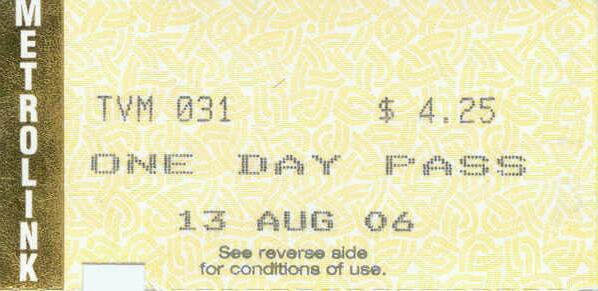 METROLINK
TVM 031 $ 4.25
ONE DAY PASS
13 AUG 06
See reverse side
for conditions of use.